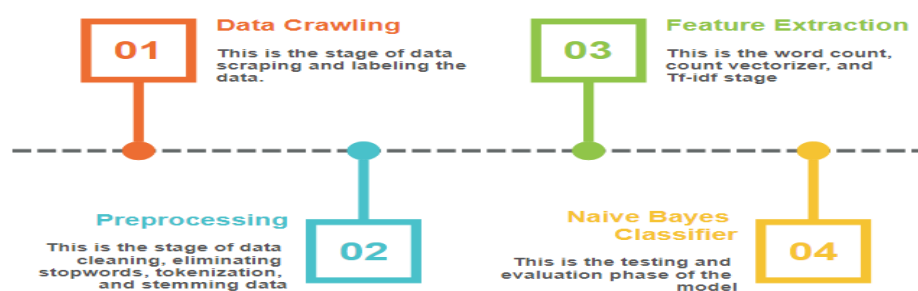 01
Data Crawling
This is the stage of data
scraping and labeling the
data.
Preprocessing
This is the stage of data
cleaning, eliminating
stopwords, tokenization,
and stemming data
02
03
Feature Extraction
This is the word count,
count vectorizer, and
Tf-idf stage
Naive Bayes
Classifier
This is the testing and
evaluation phase of the
model
04